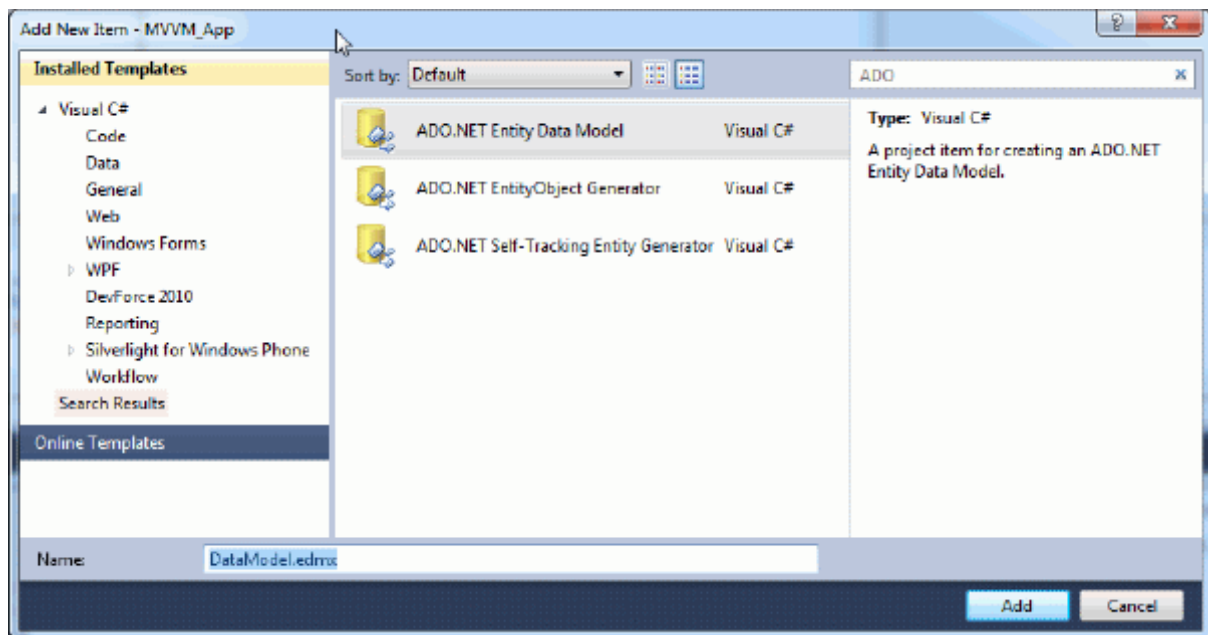 Add New Item - MVVM_App
Installed Templates
Visual C#
Code
Data
General
Web
Windows Forms
WPF
DevForce 2010
Reporting
Silverlight for Windows Phone
Workflow
Search Results
Online Templates
Sort by: Default
ADO.NET Entity Data Model Visual C#
ADO.NET EntityObject Generator Visual C#
ADO.NET Self-Tracking Entity Generator Visual C#
ADO
Type: Visual C#
A project item for creating an ADO.NET
Entity Data Model.
Name: DataModel.edmx
Add Cancel